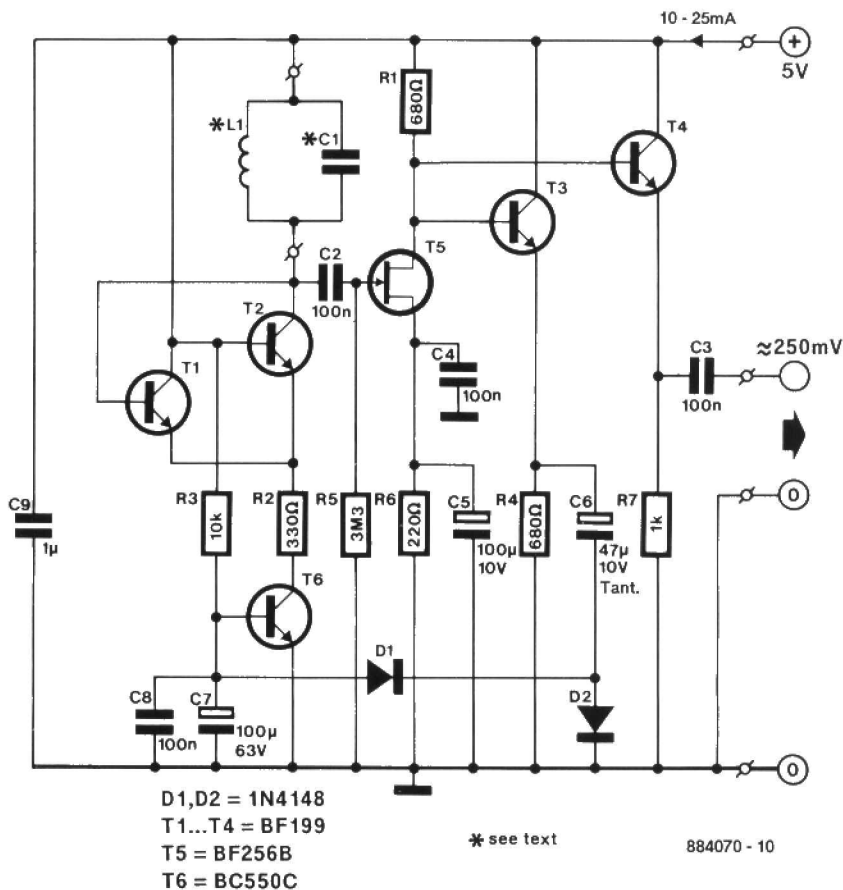 10 - 25mA
+
5V
R1
680Ω
*L1
*C1
T4
T3
C2
100n
T5
T2
T1
C4
100n
C3
100n
≈250mV
C9
1µ
R3
10k
R2
330Ω
R5
3M3
R6
220Ω
C5
100µ
10V
R4
680Ω
C6
47µ
10V
Tant.
R7
1k
0
T6
D1
D2
C8
100n
C7
100µ
63V
0
D1,D2 = 1N4148
T1...T4 = BF199
T5 = BF256B
T6 = BC550C
* see text
884070 - 10